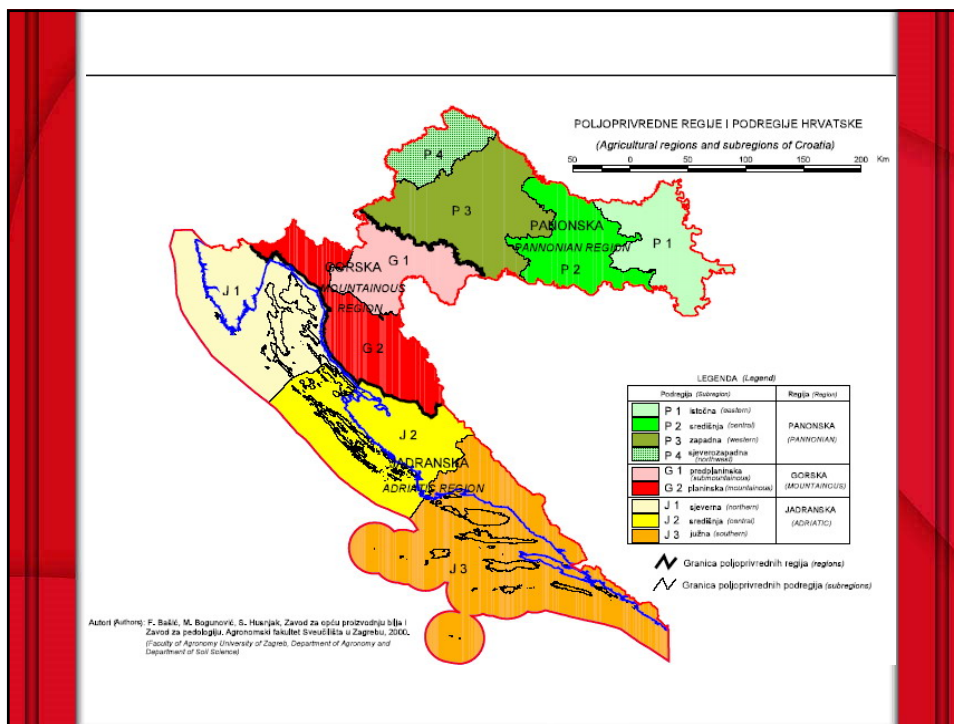 POLJOPRIVREDNE REGIJE I PODREGIJE HRVATSKE
(Agricultural regions and subregions of Croatia)
50 0 50 100 150 200 Km
P 4
P 3
PANONSKA
PANNONIAN REGION
P 1
P 2
G 1
GORSKA
MOUNTAINOUS
REGION
J 1
G 2
J 2
JADRANSKA
ADRIATIC REGION
J 3
LEGENDA (Legend)
Podregija (Subregion) Regija (Region)
P 1 istočna (eastern)
P 2 središnja (central) PANONSKA
P 3 zapadna (western) (PANNONIAN)
P 4 sjeverozapadna (northwest)
G 1 predplaninska (submountainous) GORSKA
G 2 planinska (mountainous) (MOUNTAINOUS)
J 1 sjeverna (northern) JADRANSKA
J 2 središnja (central) (ADRIATIC)
J 3 južna (southern)
Granica poljoprivrednih regija (regions)
Granica poljoprivrednih podregija (subregions)
Autori (Authors): F. Bašić, M. Bogunović, S. Husnjak, Zavod za opću proizvodnju bilja i
Zavod za pedologiju. Agronomski fakultet Sveučilišta u Zagrebu, 2000.
(Faculty of Agronomy University of Zagreb, Department of Agronomy and
Department of Soil Science)